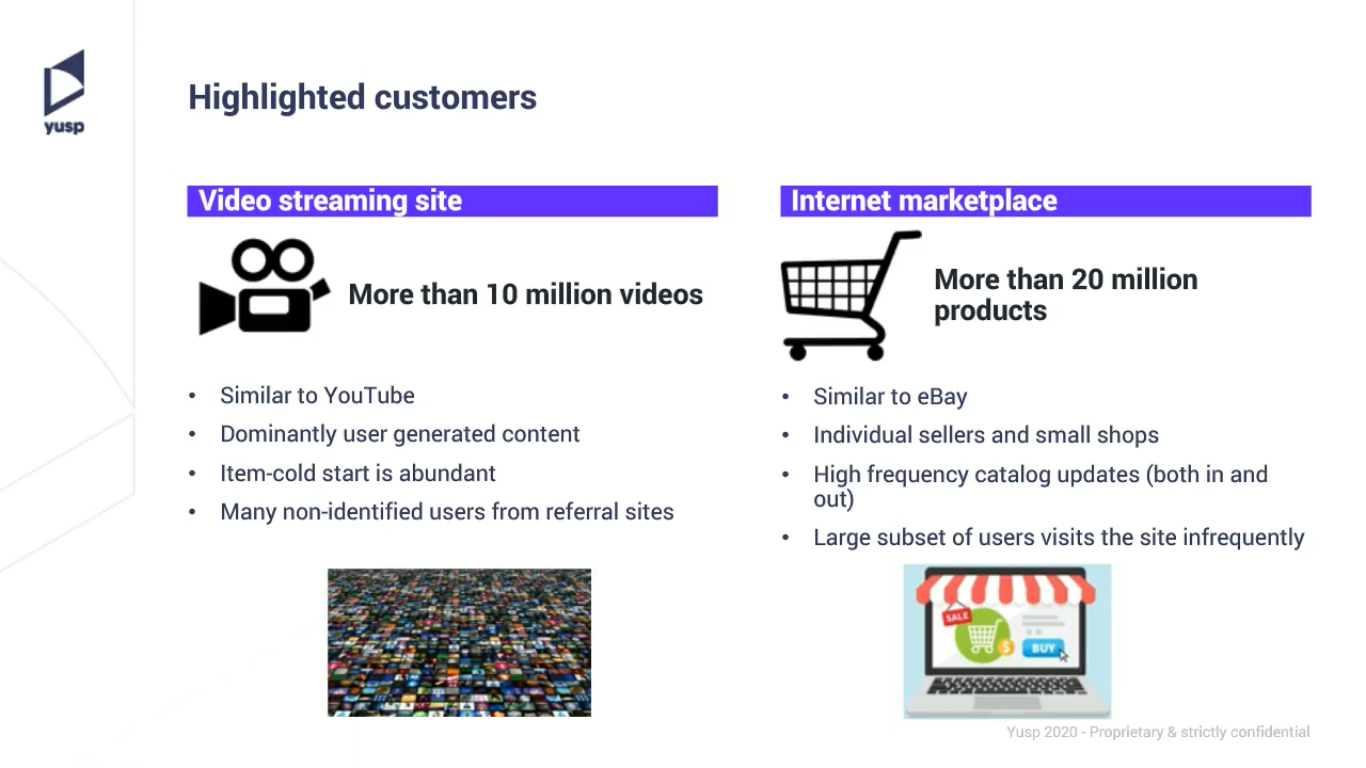 yusp
Highlighted customers
Video streaming site
More than 10 million videos
• Similar to YouTube
• Dominantly user generated content
• Item-cold start is abundant
• Many non-identified users from referral sites
Internet marketplace
More than 20 million
products
• Similar to eBay
• Individual sellers and small shops
• High frequency catalog updates (both in and
out)
• Large subset of users visits the site infrequently
SALE
$
BUY
Yusp 2020 - Proprietary & strictly confidential